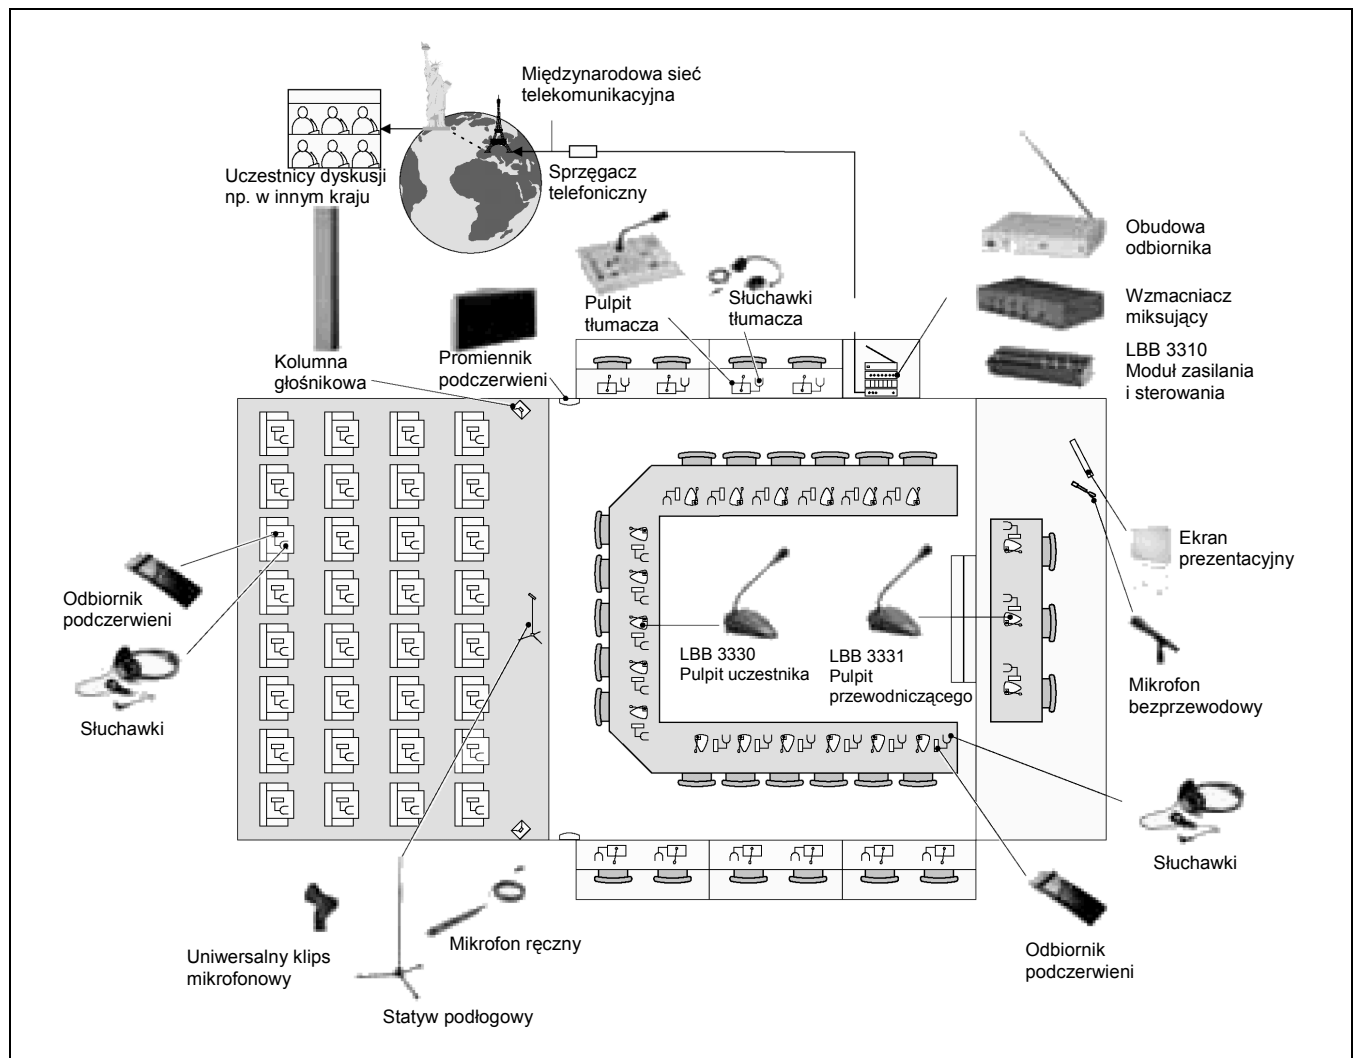 Międzynarodowa sieć
telekomunikacyjna
Uczestnicy dyskusji
np. w innym kraju
Sprzęgacz
telefoniczny
Obudowa
odbiornika
Pulpit
tłumacza
Słuchawki
tłumacza
Wzmacniacz
miksujący
Kolumna
głośnikowa
Promiennik
podczerwieni
LBB 3310
Moduł zasilania
i sterowania
Ekran
prezentacyjny
Odbiornik
podczerwieni
LBB 3330
Pulpit uczestnika
LBB 3331
Pulpit
przewodniczącego
Mikrofon
bezprzewodowy
Słuchawki
Słuchawki
Uniwersalny klips
mikrofonowy
Mikrofon ręczny
Odbiornik
podczerwieni
Statyw podłogowy